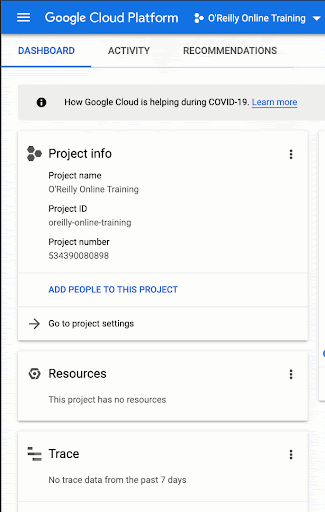 Google Cloud Platform
O'Reilly Online Training
DASHBOARD
ACTIVITY
RECOMMENDATIONS
How Google Cloud is helping during COVID-19. Learn more
Project info
Project name
O'Reilly Online Training
Project ID
oreilly-online-training
Project number
534390080898
ADD PEOPLE TO THIS PROJECT
Go to project settings
Resources
This project has no resources
Trace
No trace data from the past 7 days